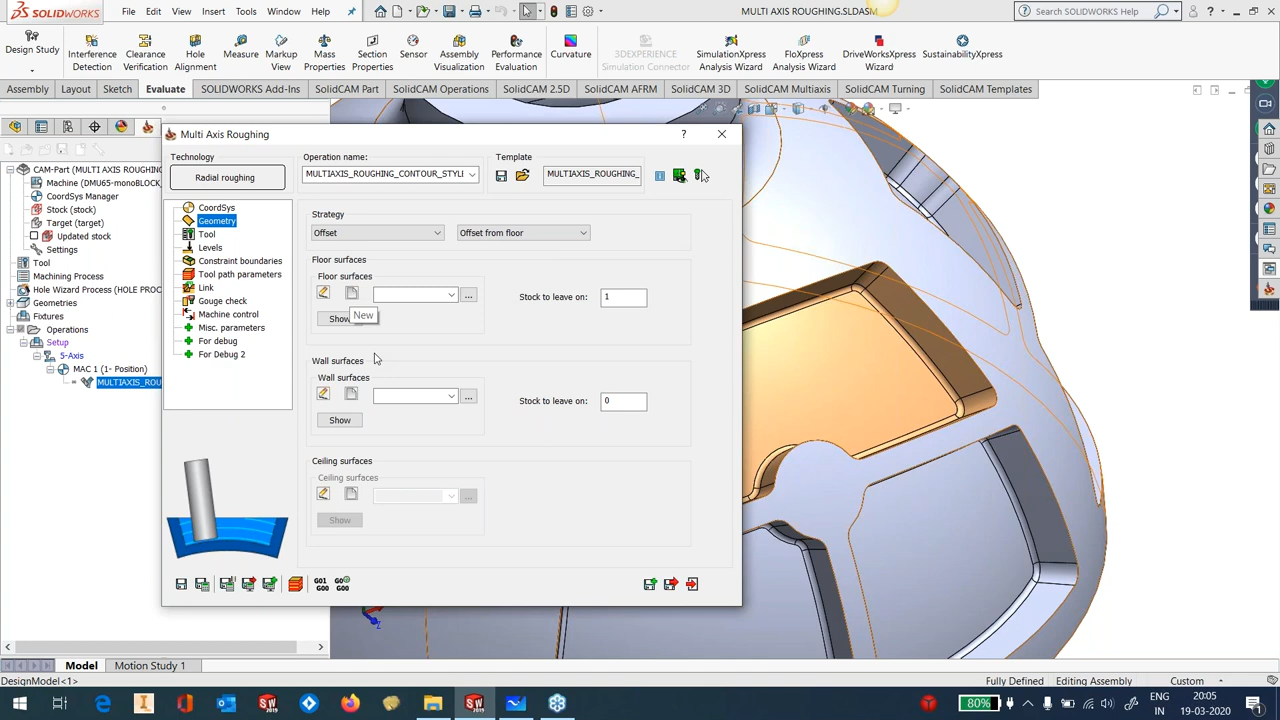 SOLIDWORKS File Edit View Insert Tools Window Help MULTI AXIS ROUGHING.SLDASM Search SOLIDWORKS Help
Design Study
Interference Detection
Clearance Verification
Hole Alignment
Measure
Markup View
Mass Properties
Section Properties
Sensor
Assembly Visualization
Performance Evaluation
Curvature
3DEXPERIENCE Simulation Connector
SimulationXpress Analysis Wizard
FloXpress Analysis Wizard
DriveWorksXpress Wizard
SustainabilityXpress
Assembly Layout Sketch Evaluate SOLIDWORKS Add-Ins SolidCAM Part SolidCAM Operations SolidCAM 2.5D SolidCAM AFRM SolidCAM 3D SolidCAM Multiaxis SolidCAM Turning SolidCAM Templates
CAM-Part (MULTI AXIS ROUGHING
Machine (DMU65-monoBLOCK,
CoordSys Manager
Stock (stock)
Target (target)
Updated stock
Settings
Tool
Machining Process
Hole Wizard Process (HOLE PROC
Geometries
Fixtures
Operations
Setup
5-Axis
MAC 1 (1- Position)
MULTIAXIS_ROU
Multi Axis Roughing
?
Technology
Radial roughing
Operation name:
MULTIAXIS_ROUGHING_CONTOUR_STYLI
Template
MULTIAXIS_ROUGHING_
CoordSys
Geometry
Tool
Levels
Constraint boundaries
Tool path parameters
Link
Gouge check
Machine control
Misc. parameters
For debug
For Debug 2
Strategy
Offset Offset from floor
Floor surfaces
Floor surfaces
...
Stock to leave on: 1
Show
New
Wall surfaces
Wall surfaces
...
Stock to leave on: 0
Show
Ceiling surfaces
Ceiling surfaces
...
Show
G01
G00
G00
Z
Model Motion Study 1
DesignModel<1> Fully Defined Editing Assembly Custom
80%
ENG
IN
20:05
19-03-2020
SW
2019
SW
2019
1